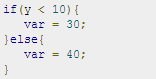 if(y < 10){
   var = 30;
}else{
   var = 40;
}